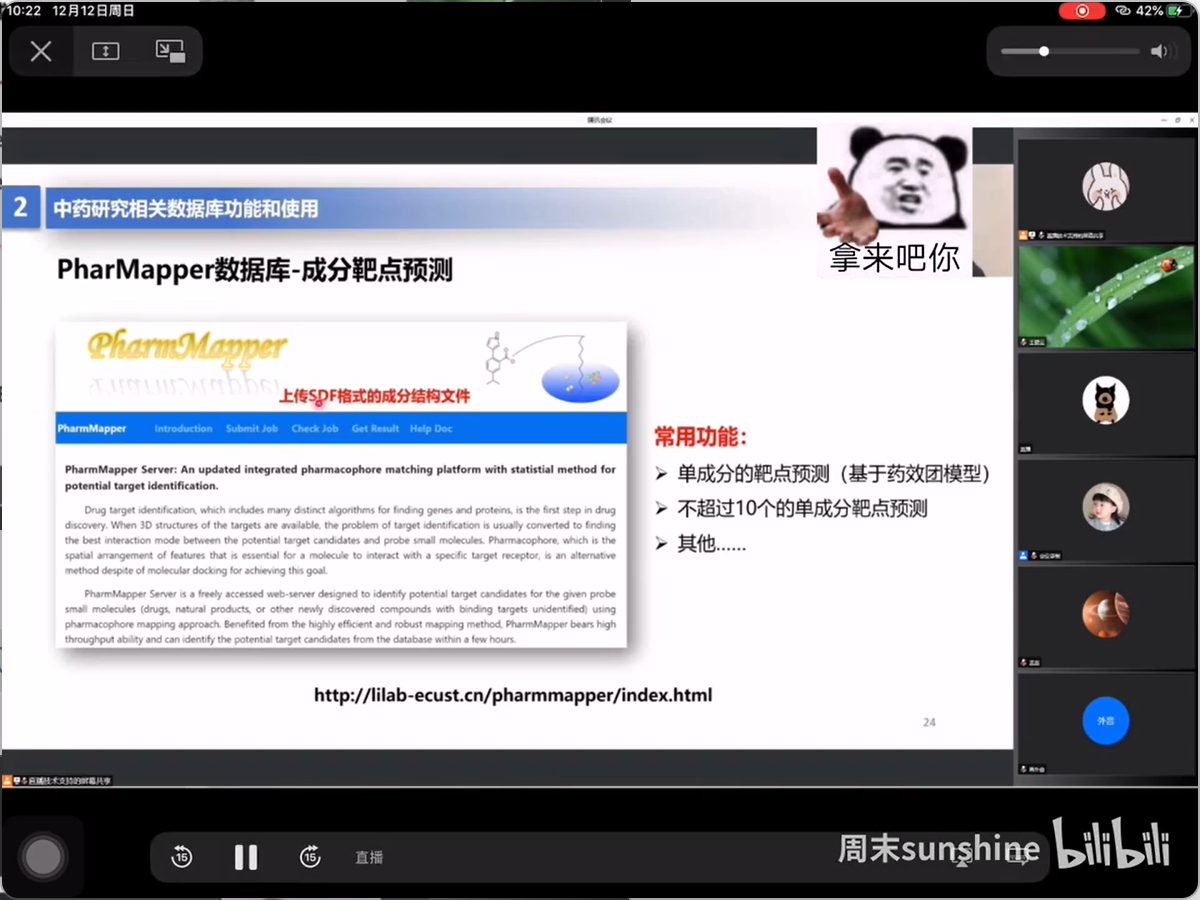 10:22 12月12日周日
42%
腾讯会议
2
中药研究相关数据库功能和使用
拿来吧你
PharMapper数据库-成分靶点预测
PharmMapper
上传SDF格式的成分结构文件
PharmMapper Introduction Submit Job Check Job Get Result Help Doc
PharmMapper Server: An updated integrated pharmacophore matching platform with statistial method for
potential target identification.
Drug target identification, which includes many distinct algorithms for finding genes and proteins, is the first step in drug
discovery. When 3D structures of the targets are available, the problem of target identification is usually converted to finding
the best interaction mode between the potential target candidates and probe small molecules. Pharmacophore, which is the
spatial arrangement of features that is essential for a molecule to interact with a specific target receptor, is an alternative
method despite of molecular docking for achieving this goal.
PharmMapper Server is a freely accessed web-server designed to identify potential target candidates for the given probe
small molecules (drugs, natural products, or other newly discovered compounds with binding targets unidentified) using
pharmacophore mapping approach. Benefited from the highly efficient and robust mapping method, PharmMapper bears high
throughput ability and can identify the potential target candidates from the database within a few hours.
常用功能：
➢ 单成分的靶点预测（基于药效团模型）
➢ 不超过10个的单成分靶点预测
➢ 其他……
http://lilab-ecust.cn/pharmmapper/index.html
24
外音
直播技术支持的屏幕共享
15
15
直播
周末sunshine
bilibili